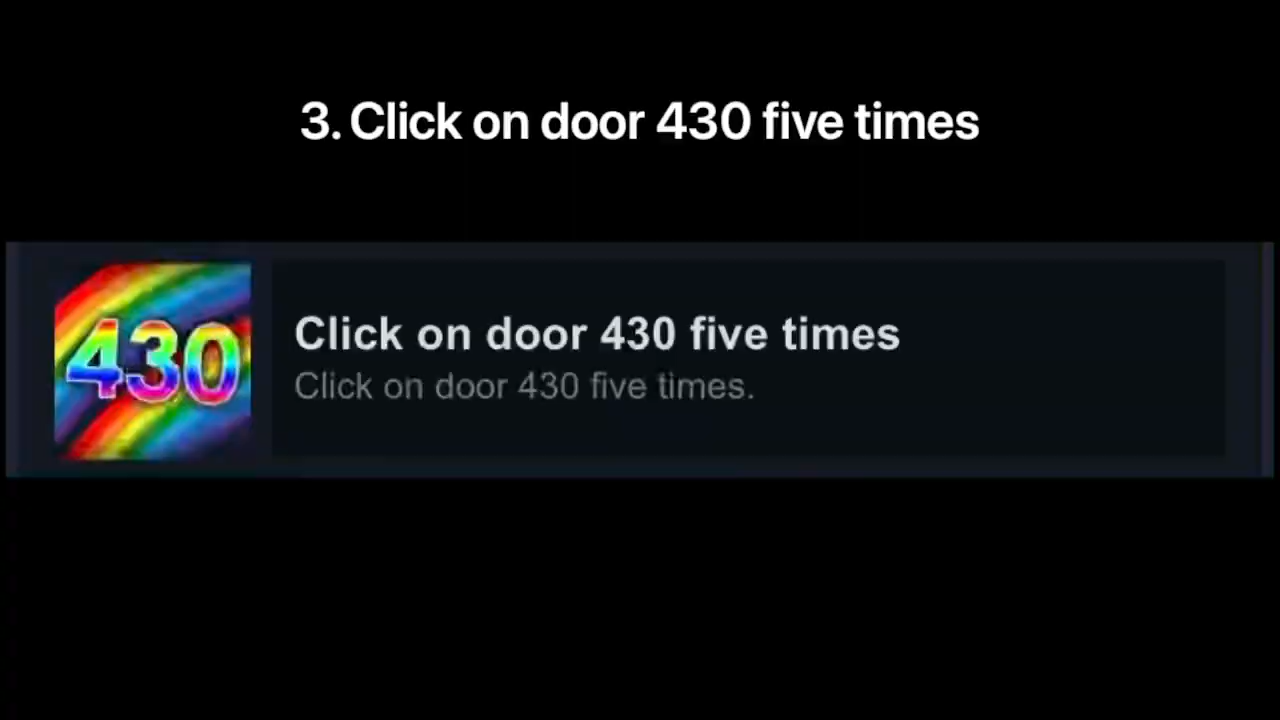 3. Click on door 430 five times
430
Click on door 430 five times
Click on door 430 five times.